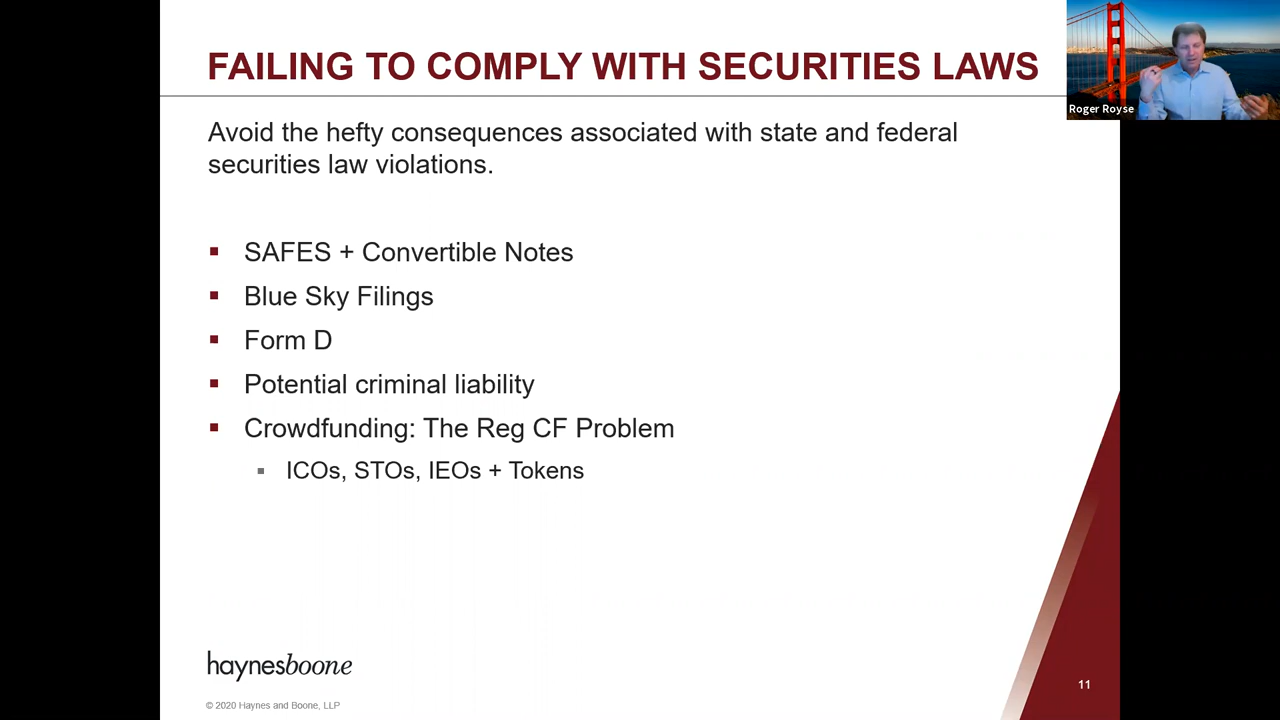 FAILING TO COMPLY WITH SECURITIES LAWS
Roger Royse
Avoid the hefty consequences associated with state and federal
securities law violations.
▪ SAFES + Convertible Notes
▪ Blue Sky Filings
▪ Form D
▪ Potential criminal liability
▪ Crowdfunding: The Reg CF Problem
▪ ICOs, STOs, IEOs + Tokens
haynesboone
11
© 2020 Haynes and Boone, LLP